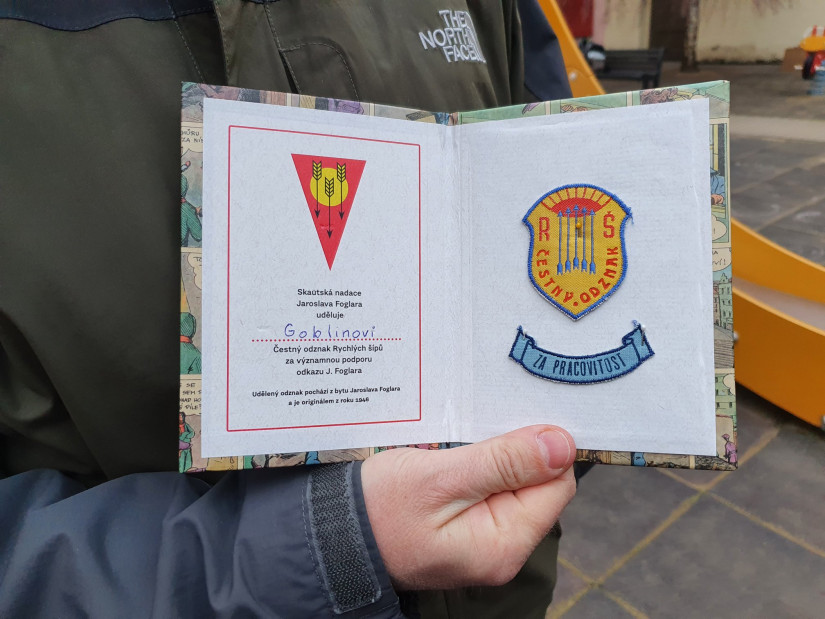 THE
NORTH
FACE
Skautská nadace
Jaroslava Foglara
uděluje
Goblinovi
Čestný odznak Rychlých šípů
za významnou podporu
odkazu J. Foglara
Udělený odznak pochází z bytu Jaroslava Foglara
a je originálem z roku 1946
R Š
ČESTNÝ.ODZNAK
ZA PRACOVITOST